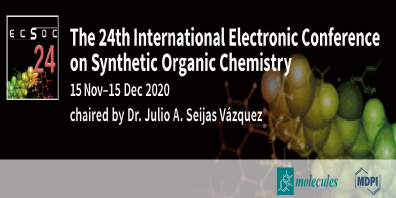 ECSOC
24
The 24th International Electronic Conference
on Synthetic Organic Chemistry
15 Nov–15 Dec 2020
chaired by Dr. Julio A. Seijas Vázquez
molecules
MDPI